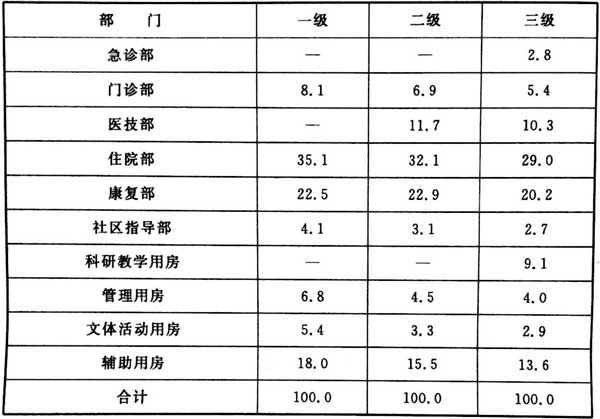 部 门 一级 二级 三级
急诊部 — — 2.8
门诊部 8.1 6.9 5.4
医技部 — 11.7 10.3
住院部 35.1 32.1 29.0
康复部 22.5 22.9 20.2
社区指导部 4.1 3.1 2.7
科研教学用房 — — 9.1
管理用房 6.8 4.5 4.0
文体活动用房 5.4 3.3 2.9
辅助用房 18.0 15.5 13.6
合计 100.0 100.0 100.0